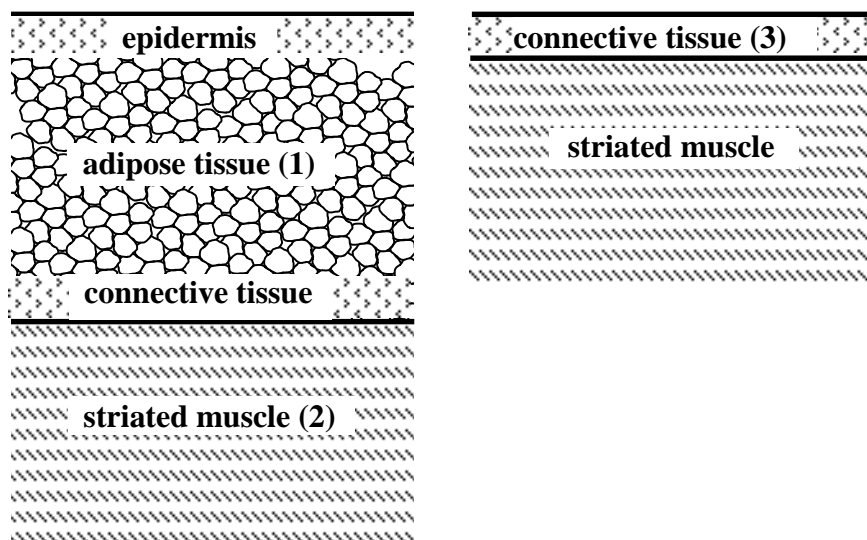 epidermis
adipose tissue (1)
connective tissue
striated muscle (2)
connective tissue (3)
striated muscle